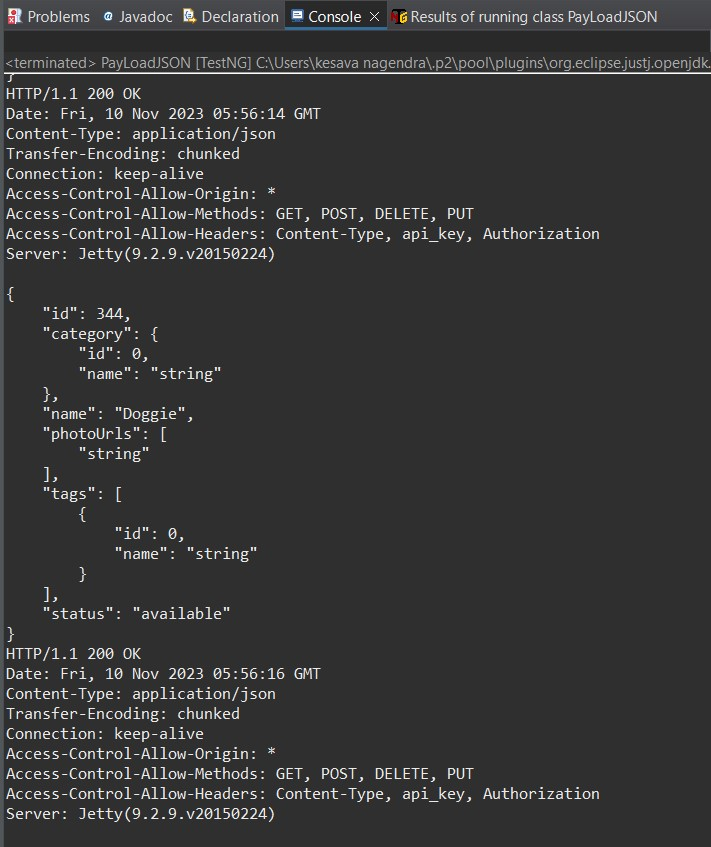 Problems Javadoc Declaration Console Results of running class PayLoadJSON
<terminated> PayLoadJSON [TestNG] C:\Users\kesava nagendra\.p2\pool\plugins\org.eclipse.justj.openjdk.
}
HTTP/1.1 200 OK
Date: Fri, 10 Nov 2023 05:56:14 GMT
Content-Type: application/json
Transfer-Encoding: chunked
Connection: keep-alive
Access-Control-Allow-Origin: *
Access-Control-Allow-Methods: GET, POST, DELETE, PUT
Access-Control-Allow-Headers: Content-Type, api_key, Authorization
Server: Jetty(9.2.9.v20150224)
{
    "id": 344,
    "category": {
        "id": 0,
        "name": "string"
    },
    "name": "Doggie",
    "photoUrls": [
        "string"
    ],
    "tags": [
        {
            "id": 0,
            "name": "string"
        }
    ],
    "status": "available"
}
HTTP/1.1 200 OK
Date: Fri, 10 Nov 2023 05:56:16 GMT
Content-Type: application/json
Transfer-Encoding: chunked
Connection: keep-alive
Access-Control-Allow-Origin: *
Access-Control-Allow-Methods: GET, POST, DELETE, PUT
Access-Control-Allow-Headers: Content-Type, api_key, Authorization
Server: Jetty(9.2.9.v20150224)